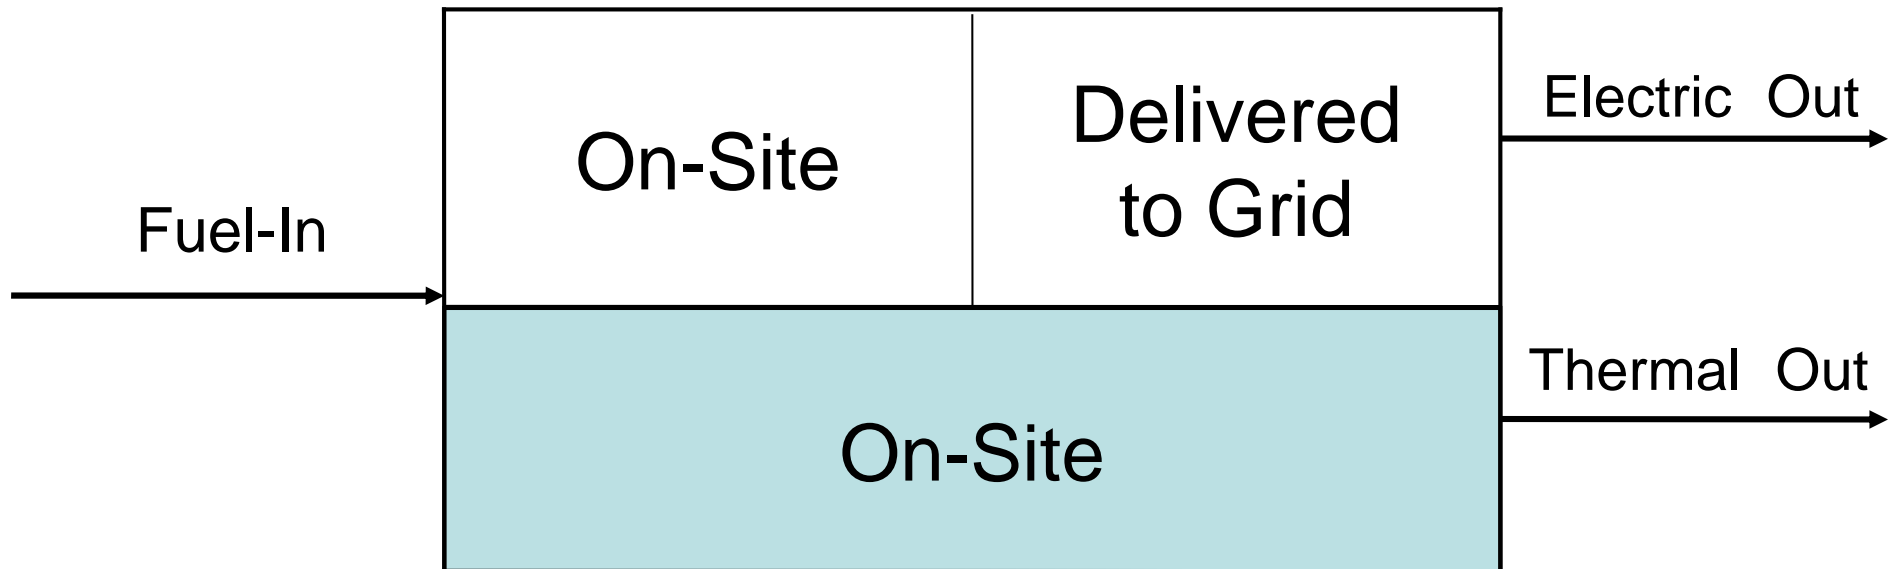 Fuel-In
On-Site
Delivered
to Grid
Electric Out
On-Site
Thermal Out